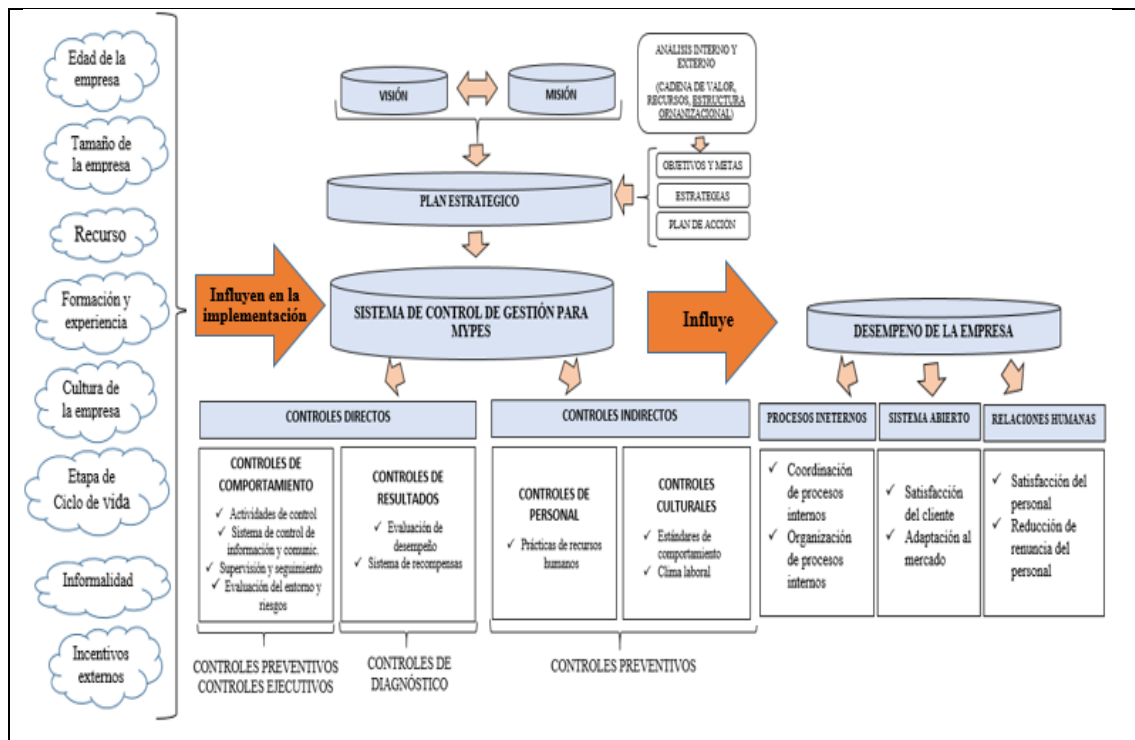 Edad de la
empresa
Tamaño de
la empresa
Recurso
Formación y
experiencia
Cultura de
la empresa
Etapa de
Ciclo de vida
Informalidad
Incentivos
externos
Influyen en la
implementación
VISIÓN
MISIÓN
ANÁLISIS INTERNO Y
EXTERNO
(CADENA DE VALOR,
RECURSOS, ESTRUCTURA
ORNANIZACIONAL)
OBJETIVOS Y METAS
ESTRATEGIAS
PLAN DE ACCIÓN
PLAN ESTRATEGICO
SISTEMA DE CONTROL DE GESTIÓN PARA
MYPES
Influye
DESEMPEÑO DE LA EMPRESA
CONTROLES DIRECTOS
CONTROLES DE
COMPORTAMIENTO
✓ Actividades de control
✓ Sistema de control de
información y comunic.
✓ Supervisión y seguimiento
✓ Evaluación del entorno y
riesgos
CONTROLES DE
RESULTADOS
✓ Evaluación de
desempeño
✓ Sistema de recompensas
CONTROLES INDIRECTOS
CONTROLES DE
PERSONAL
✓ Prácticas de recursos
humanos
CONTROLES
CULTURALES
✓ Estándares de
comportamiento
✓ Clima laboral
PROCESOS INETERNOS
✓ Coordinación
de procesos
internos
✓ Organización
de procesos
internos
SISTEMA ABIERTO
✓ Satisfacción
del cliente
✓ Adaptación al
mercado
RELACIONES HUMANAS
✓ Satisfacción del
personal
✓ Reducción de
renuncia del
personal
CONTROLES PREVENTIVOS
CONTROLES EJECUTIVOS
CONTROLES DE
DIAGNÓSTICO
CONTROLES PREVENTIVOS